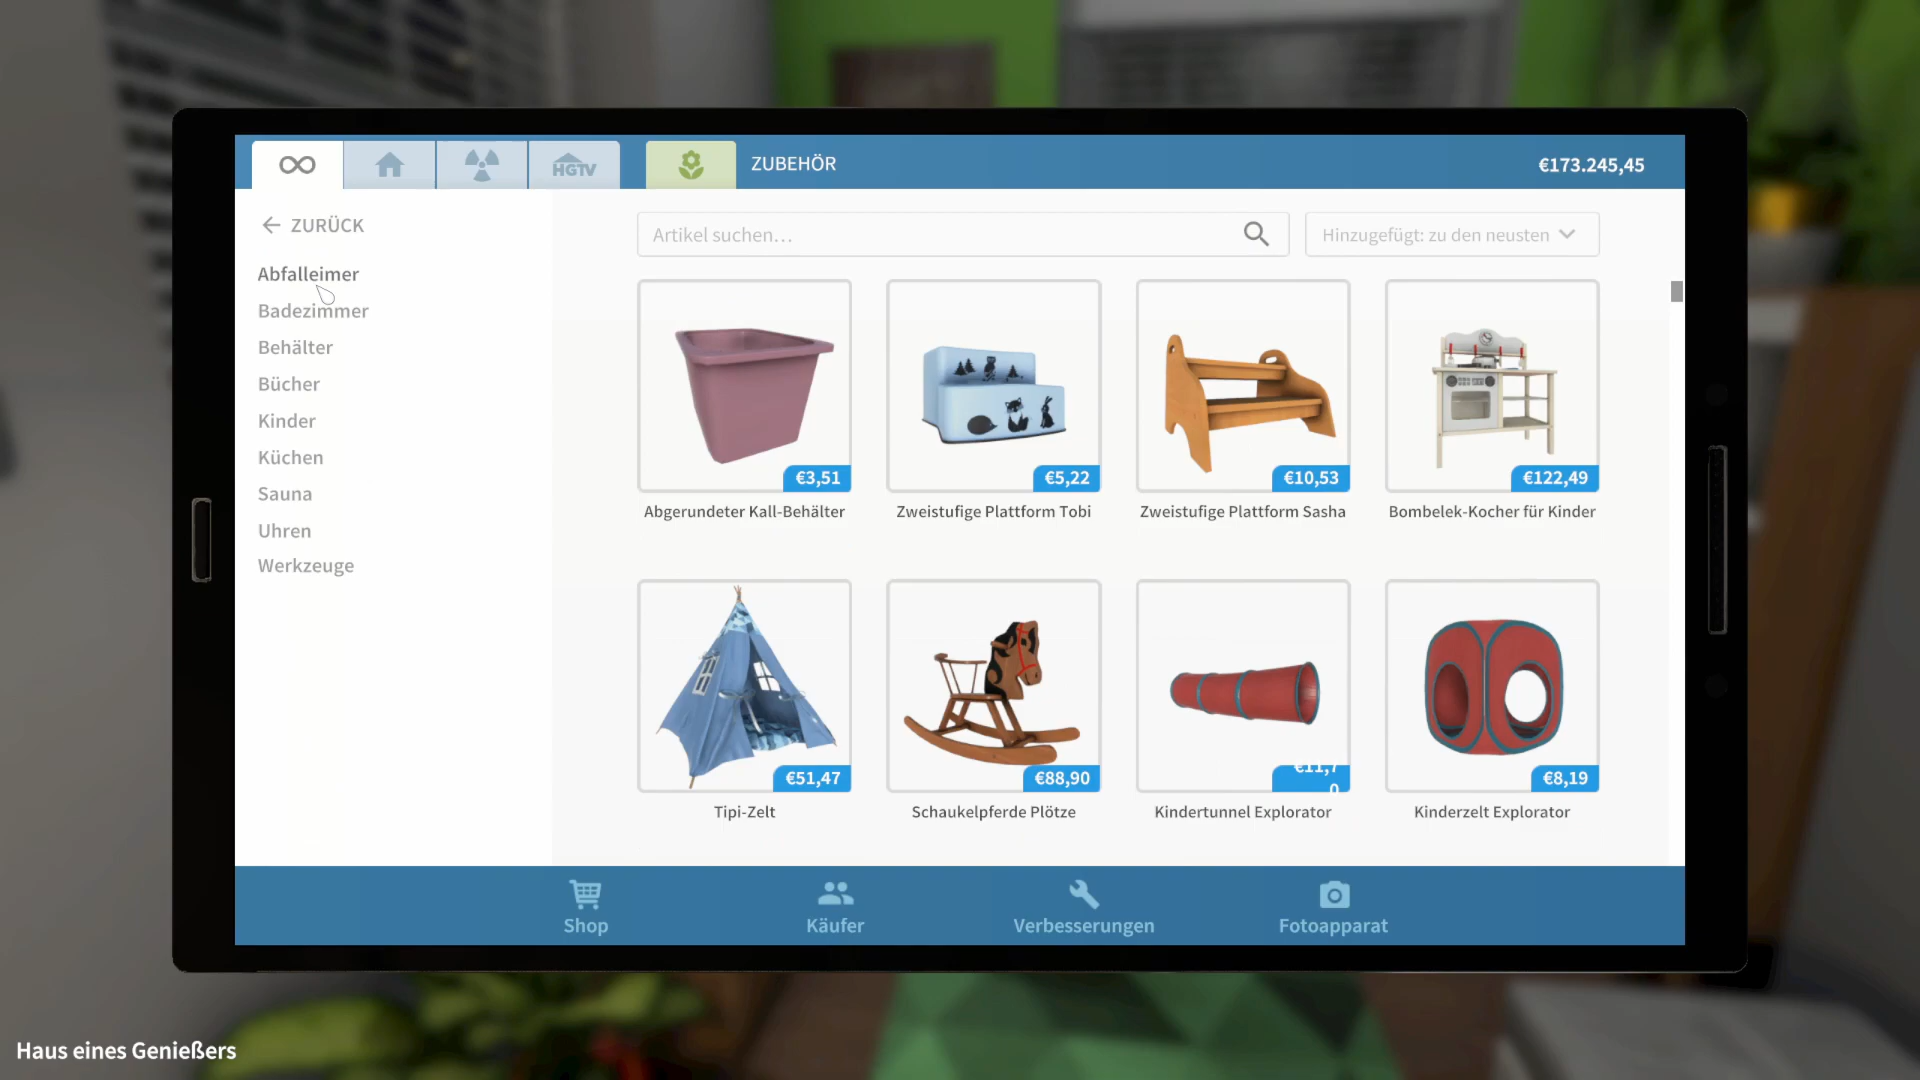 HGTV
ZUBEHÖR
€173.245,45
ZURÜCK
Artikel suchen...
Hinzugefügt: zu den neusten
Abfalleimer
Badezimmer
Behälter
Bücher
Kinder
Küchen
Sauna
Uhren
Werkzeuge
€3,51
€5,22
€10,53
€122,49
Abgerundeter Kall-Behälter
Zweistufige Plattform Tobi
Zweistufige Plattform Sasha
Bombelek-Kocher für Kinder
€51,47
€88,90
€11,7
0
€8,19
Tipi-Zelt
Schaukelpferde Plötze
Kindertunnel Explorator
Kinderzelt Explorator
Shop
Käufer
Verbesserungen
Fotoapparat
Haus eines Genießers